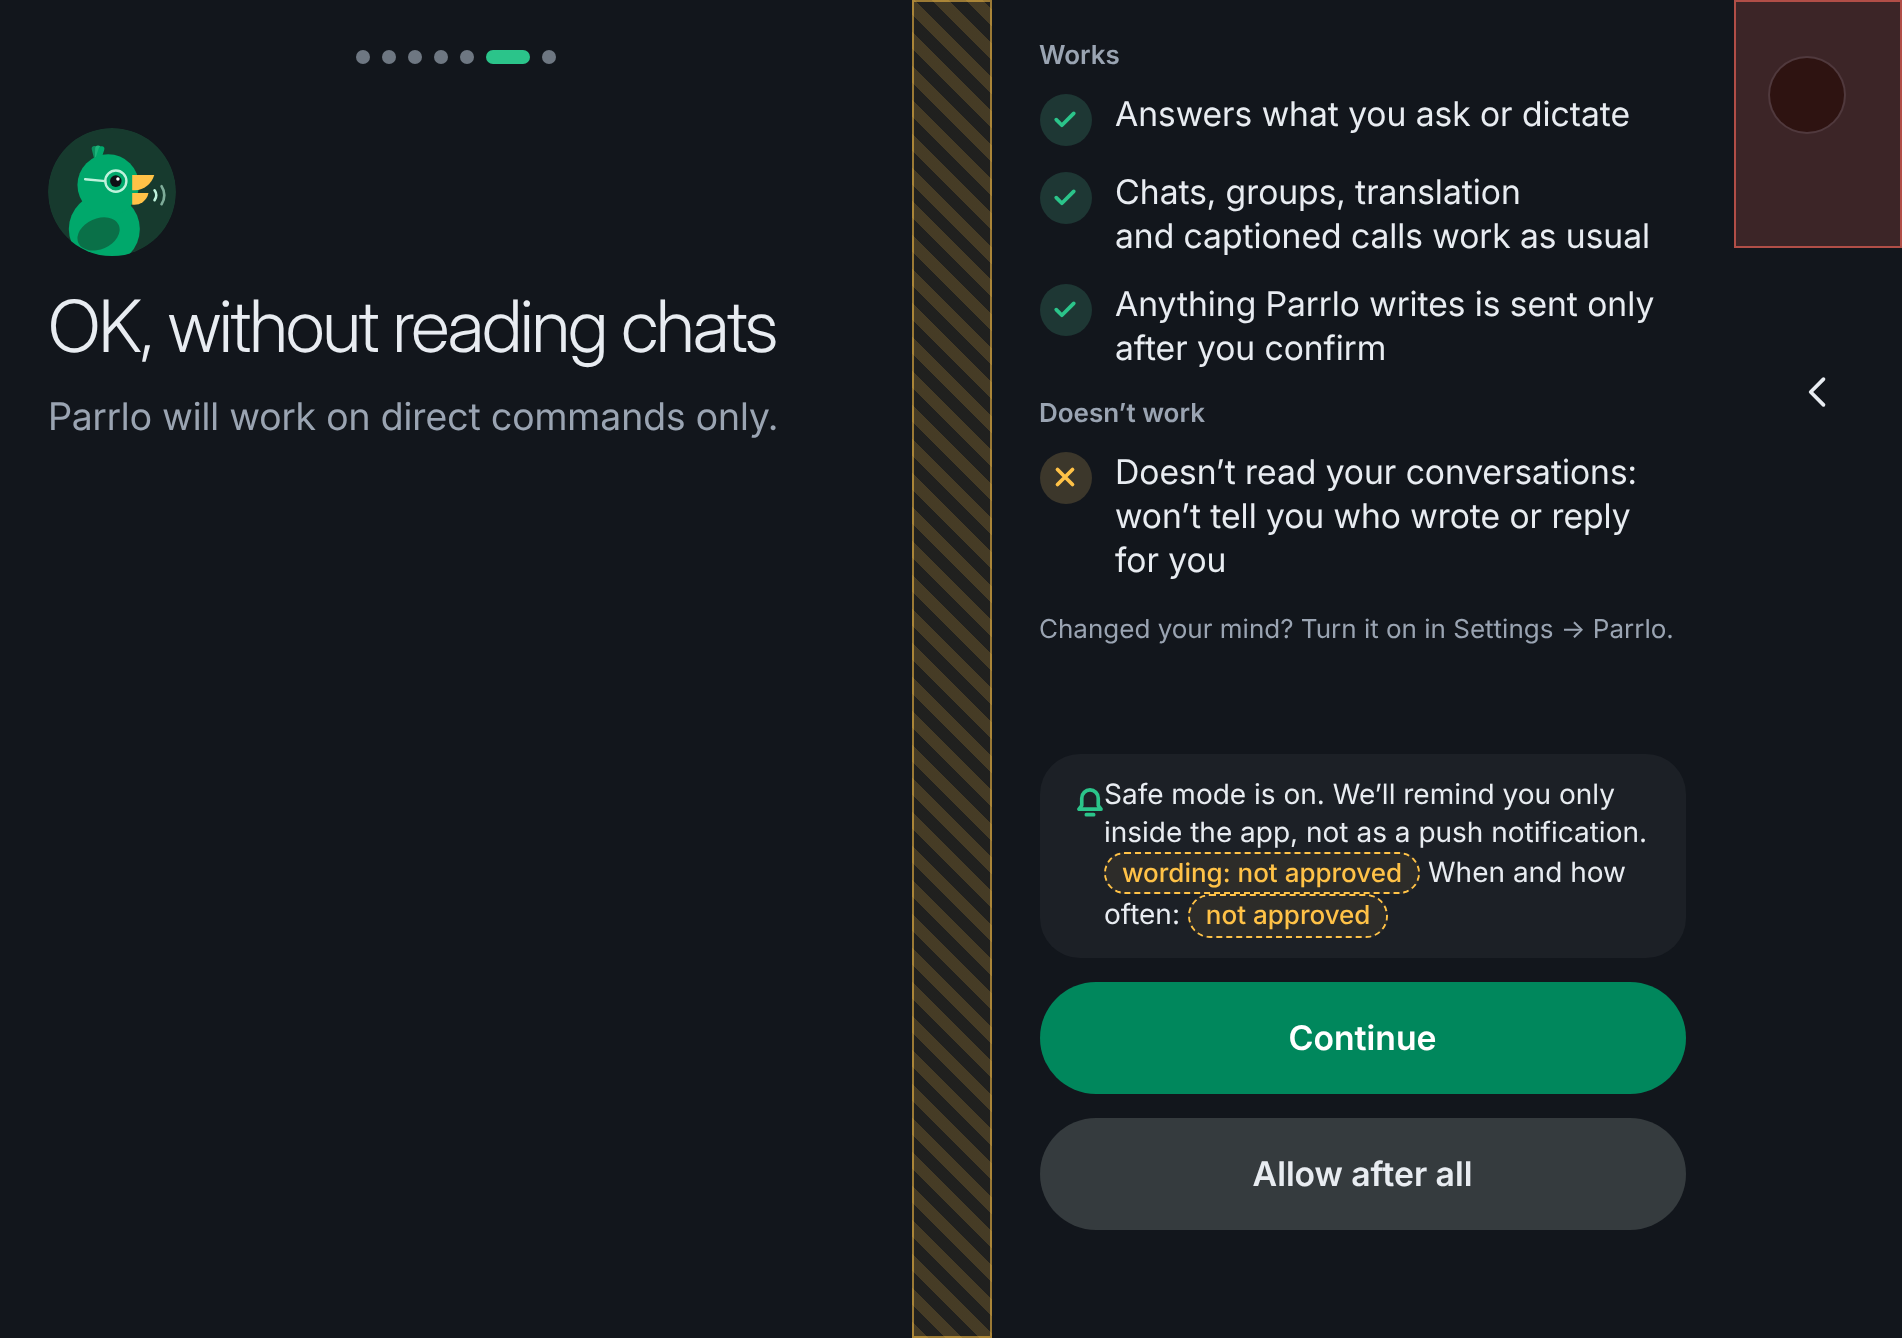 OK, without reading chats
Parrlo will work on direct commands only.
Works
Answers what you ask or dictate
Chats, groups, translation
and captioned calls work as usual
Anything Parrlo writes is sent only
after you confirm
Doesn’t work
Doesn’t read your conversations:
won’t tell you who wrote or reply
for you
Changed your mind? Turn it on in Settings → Parrlo.
Safe mode is on. We’ll remind you only
inside the app, not as a push notification.
wording: not approved When and how
often: not approved
Continue
Allow after all